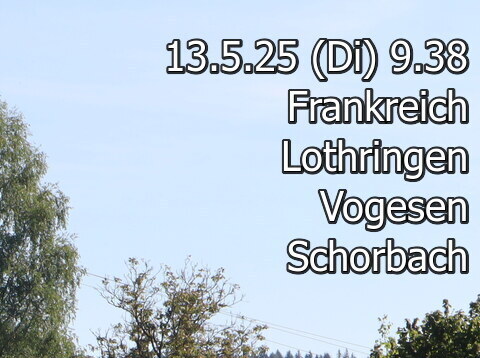 13.5.25 (Di) 9.38
Frankreich
Lothringen
Vogesen
Schorbach